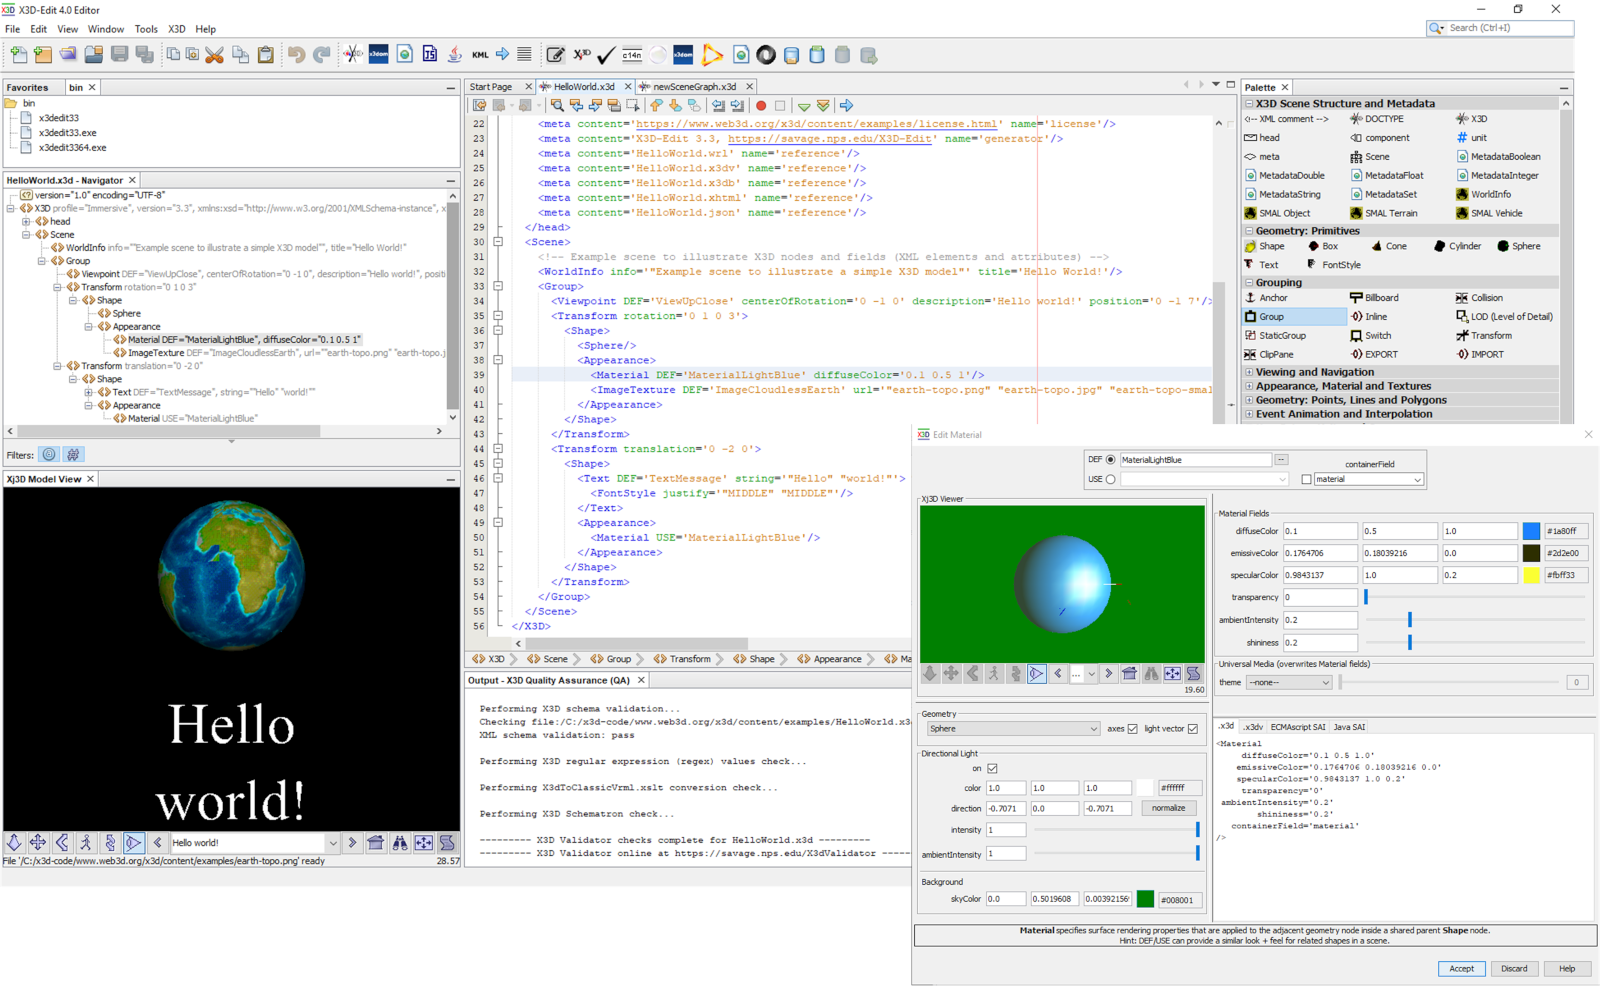 X3D X3D-Edit 4.0 Editor
File Edit View Window Tools X3D Help
Search (Ctrl+I)
x3dom JS KML c14n x3dom
Favorites bin
bin
x3dedit33
x3dedit33.exe
x3dedit3364.exe
HelloWorld.x3d - Navigator
version="1.0" encoding="UTF-8"
X3D profile="Immersive", version="3.3", xmlns:xsd="http://www.w3.org/2001/XMLSchema-instance", x
head
Scene
WorldInfo info=""Example scene to illustrate a simple X3D model"", title="Hello World!"
Group
Viewpoint DEF="ViewUpClose", centerOfRotation="0 -1 0", description="Hello world!", positi
Transform rotation="0 1 0 3"
Shape
Sphere
Appearance
Material DEF="MaterialLightBlue", diffuseColor="0.1 0.5 1"
ImageTexture DEF="ImageCloudlessEarth", url=""earth-topo.png" "earth-topo.j
Transform translation="0 -2 0"
Shape
Text DEF="TextMessage", string=""Hello" "world!""
Appearance
Material USE="MaterialLightBlue"
Filters:
Xj3D Model View
Hello
world!
Hello world!
File '/C:/x3d-code/www.web3d.org/x3d/content/examples/earth-topo.png' ready 28.57
Start Page HelloWorld.x3d newSceneGraph.x3d
22 <meta content='https://www.web3d.org/x3d/content/examples/license.html' name='license'/>
23 <meta content='X3D-Edit 3.3, https://savage.nps.edu/X3D-Edit' name='generator'/>
24 <meta content='HelloWorld.wrl' name='reference'/>
25 <meta content='HelloWorld.x3dv' name='reference'/>
26 <meta content='HelloWorld.x3db' name='reference'/>
27 <meta content='HelloWorld.xhtml' name='reference'/>
28 <meta content='HelloWorld.json' name='reference'/>
29 </head>
30 <Scene>
31 <!-- Example scene to illustrate X3D nodes and fields (XML elements and attributes) -->
32 <WorldInfo info='"Example scene to illustrate a simple X3D model"' title='Hello World!'/>
33 <Group>
34 <Viewpoint DEF='ViewUpClose' centerOfRotation='0 -1 0' description='Hello world!' position='0 -1 7'/>
35 <Transform rotation='0 1 0 3'>
36 <Shape>
37 <Sphere/>
38 <Appearance>
39 <Material DEF='MaterialLightBlue' diffuseColor='0.1 0.5 1'/>
40 <ImageTexture DEF='ImageCloudlessEarth' url='"earth-topo.png" "earth-topo.jpg" "earth-topo-smal
41 </Appearance>
42 </Shape>
43 </Transform>
44 <Transform translation='0 -2 0'>
45 <Shape>
46 <Text DEF='TextMessage' string='"Hello" "world!"'>
47 <FontStyle justify='"MIDDLE" "MIDDLE"'/>
48 </Text>
49 <Appearance>
50 <Material USE='MaterialLightBlue'/>
51 </Appearance>
52 </Shape>
53 </Transform>
54 </Group>
55 </Scene>
56 </X3D>
X3D Scene Group Transform Shape Appearance Ma
Output - X3D Quality Assurance (QA)
Performing X3D schema validation...
Checking file:/C:/x3d-code/www.web3d.org/x3d/content/examples/HelloWorld.x3
XML schema validation: pass
Performing X3D regular expression (regex) values check...
Performing X3dToClassicVrml.xslt conversion check...
Performing X3D Schematron check...
--------- X3D Validator checks complete for HelloWorld.x3d ---------
--------- X3D Validator online at https://savage.nps.edu/X3dValidator -----
Palette
X3D Scene Structure and Metadata
<!-- XML comment --> DOCTYPE X3D
head component unit
meta Scene MetadataBoolean
MetadataDouble MetadataFloat MetadataInteger
MetadataString MetadataSet WorldInfo
SMAL Object SMAL Terrain SMAL Vehicle
Geometry: Primitives
Shape Box Cone Cylinder Sphere
Text FontStyle
Grouping
Anchor Billboard Collision
Group Inline LOD (Level of Detail)
StaticGroup Switch Transform
ClipPane EXPORT IMPORT
Viewing and Navigation
Appearance, Material and Textures
Geometry: Points, Lines and Polygons
Event Animation and Interpolation
X3D Edit Material
DEF MaterialLightBlue --
USE
containerField
material
Xj3D Viewer
...
19.60
Geometry
Sphere axes light vector
Directional Light
on
color 1.0 1.0 1.0 #ffffff
direction -0.7071 0.0 -0.7071 normalize
intensity 1
ambientIntensity 1
Background
skyColor 0.0 0.5019608 0.00392156 #008001
Material Fields
diffuseColor 0.1 0.5 1.0 #1a80ff
emissiveColor 0.1764706 0.18039216 0.0 #2d2e00
specularColor 0.9843137 1.0 0.2 #fbff33
transparency 0
ambientIntensity 0.2
shininess 0.2
Universal Media (overwrites Material fields)
theme --none-- 0
.x3d .x3dv ECMAscript SAI Java SAI
<Material
diffuseColor='0.1 0.5 1.0'
emissiveColor='0.1764706 0.18039216 0.0'
specularColor='0.9843137 1.0 0.2'
transparency='0'
ambientIntensity='0.2'
shininess='0.2'
containerField='material'
/>
Material specifies surface rendering properties that are applied to the adjacent geometry node inside a shared parent Shape node.
Hint: DEF/USE can provide a similar look + feel for related shapes in a scene.
Accept Discard Help